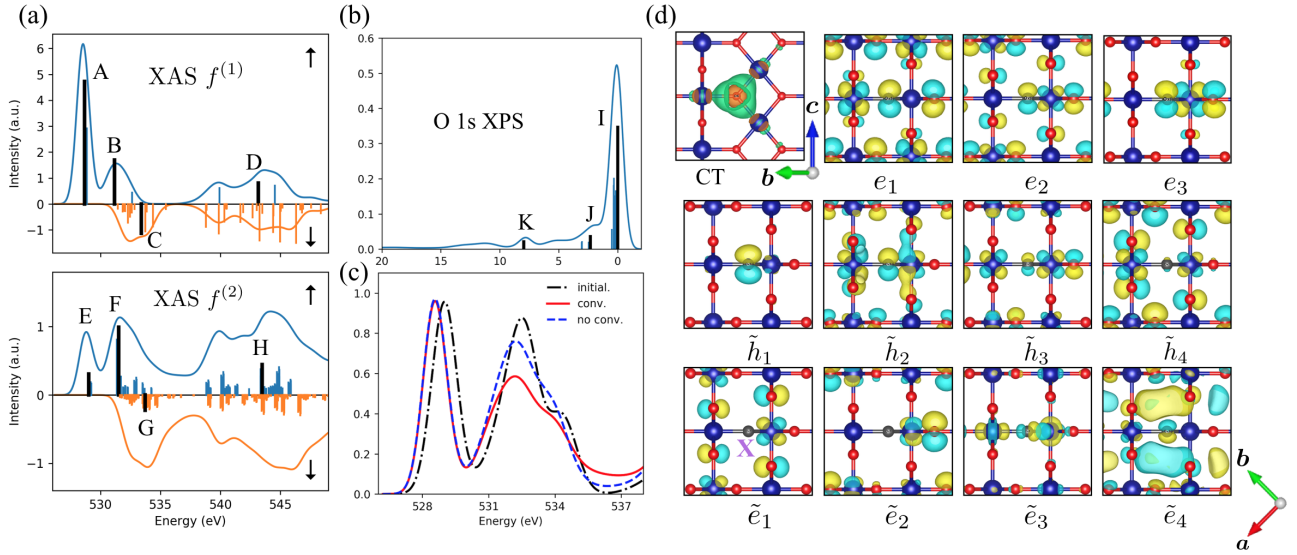 (a)
6
5
4
3
2
1
0
−1
Intensity (a.u.)
XAS f(1)
↑
A
B
C
D
↓
XAS f(2)
↑
1
0
−1
Intensity (a.u.)
E
F
G
H
↓
530
535
540
545
Energy (eV)
(b)
0.6
0.5
0.4
0.3
0.2
0.1
0.0
O 1s XPS
I
J
K
20
15
10
5
0
(c)
1.0
0.8
0.6
0.4
0.2
0.0
initial.
conv.
no conv.
528
531
534
537
Energy (eV)
(d)
CT
c
b
e1
e2
e3
h̃1
h̃2
h̃3
h̃4
X
ẽ1
ẽ2
ẽ3
ẽ4
b
a